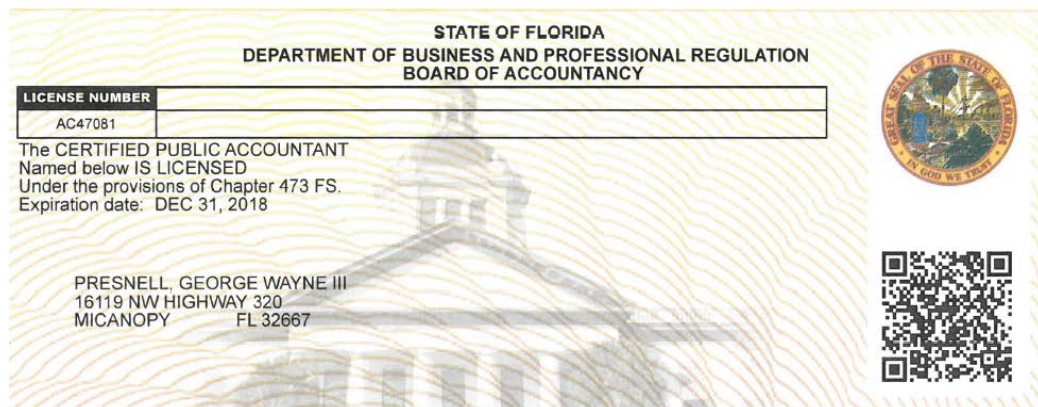 STATE OF FLORIDA
DEPARTMENT OF BUSINESS AND PROFESSIONAL REGULATION
BOARD OF ACCOUNTANCY
LICENSE NUMBER
AC47081
The CERTIFIED PUBLIC ACCOUNTANT
Named below IS LICENSED
Under the provisions of Chapter 473 FS.
Expiration date: DEC 31, 2018
PRESNELL, GEORGE WAYNE III
16119 NW HIGHWAY 320
MICANOPY FL 32667
GREAT SEAL OF THE STATE OF FLORIDA
IN GOD WE TRUST